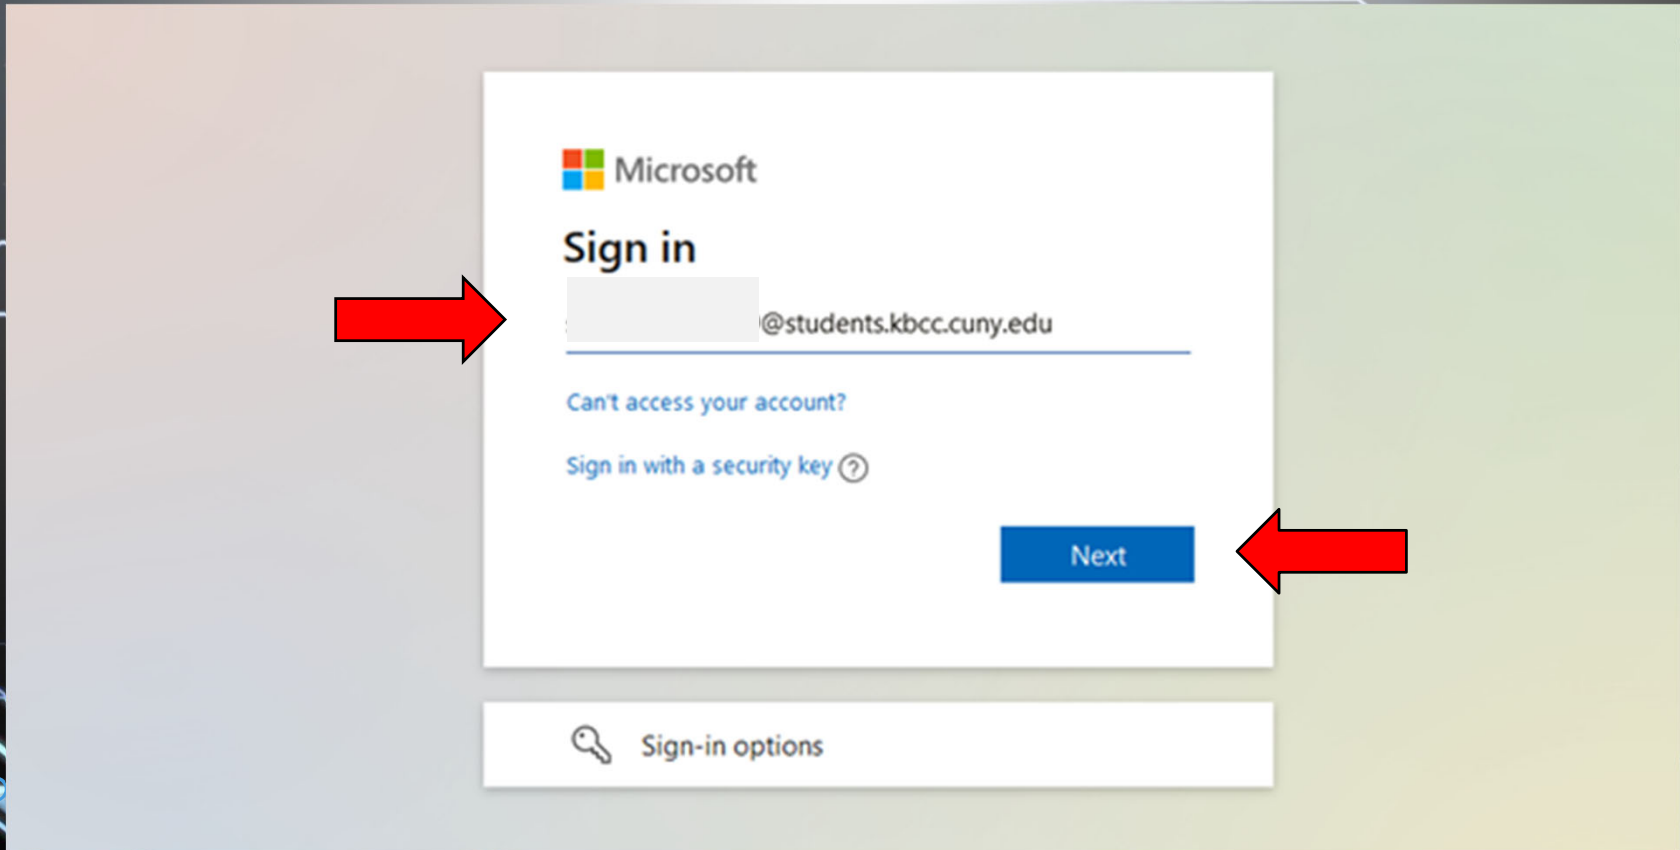 Microsoft
Sign in
@students.kbcc.cuny.edu
Can't access your account?
Sign in with a security key ?
Next
Sign-in options